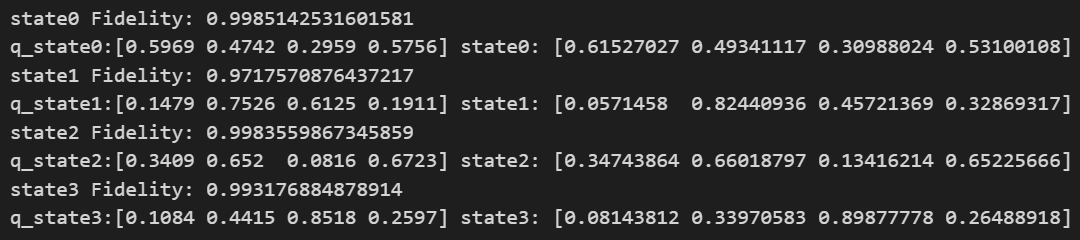 state0 Fidelity: 0.9985142531601581
q_state0:[0.5969 0.4742 0.2959 0.5756] state0: [0.61527027 0.49341117 0.30988024 0.53100108]
state1 Fidelity: 0.9717570876437217
q_state1:[0.1479 0.7526 0.6125 0.1911] state1: [0.0571458  0.82440936 0.45721369 0.32869317]
state2 Fidelity: 0.9983559867345859
q_state2:[0.3409 0.652  0.0816 0.6723] state2: [0.34743864 0.66018797 0.13416214 0.65225666]
state3 Fidelity: 0.993176884878914
q_state3:[0.1084 0.4415 0.8518 0.2597] state3: [0.08143812 0.33970583 0.89877778 0.26488918]